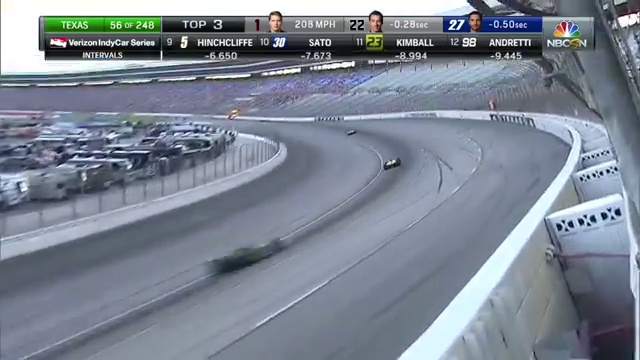 TEXAS 56 OF 248 TOP 3 1 208 MPH 22 -0.28sec 27 -0.50sec
Verizon IndyCar Series 9 5 HINCHCLIFFE 10 30 SATO 11 23 KIMBALL 12 98 ANDRETTI NBCSN
INTERVALS -6.650 -7.673 -8.994 -9.445